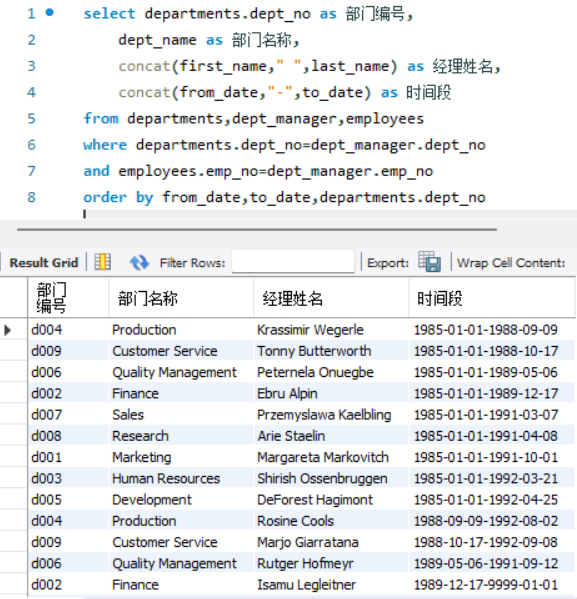 1 select departments.dept_no as 部门编号,
2 dept_name as 部门名称,
3 concat(first_name," ",last_name) as 经理姓名,
4 concat(from_date,"-",to_date) as 时间段
5 from departments,dept_manager,employees
6 where departments.dept_no=dept_manager.dept_no
7 and employees.emp_no=dept_manager.emp_no
8 order by from_date,to_date,departments.dept_no
Result Grid Filter Rows: Export: Wrap Cell Content:
部门
编号 部门名称 经理姓名 时间段
d004 Production Krassimir Wegerle 1985-01-01-1988-09-09
d009 Customer Service Tonny Butterworth 1985-01-01-1988-10-17
d006 Quality Management Peternela Onuegbe 1985-01-01-1989-05-06
d002 Finance Ebru Alpin 1985-01-01-1989-12-17
d007 Sales Przemyslawa Kaelbling 1985-01-01-1991-03-07
d008 Research Arie Staelin 1985-01-01-1991-04-08
d001 Marketing Margareta Markovitch 1985-01-01-1991-10-01
d003 Human Resources Shirish Ossenbruggen 1985-01-01-1992-03-21
d005 Development DeForest Hagimont 1985-01-01-1992-04-25
d004 Production Rosine Cools 1988-09-09-1992-08-02
d009 Customer Service Marjo Giarratana 1988-10-17-1992-09-08
d006 Quality Management Rutger Hofmeyr 1989-05-06-1991-09-12
d002 Finance Isamu Legleitner 1989-12-17-9999-01-01